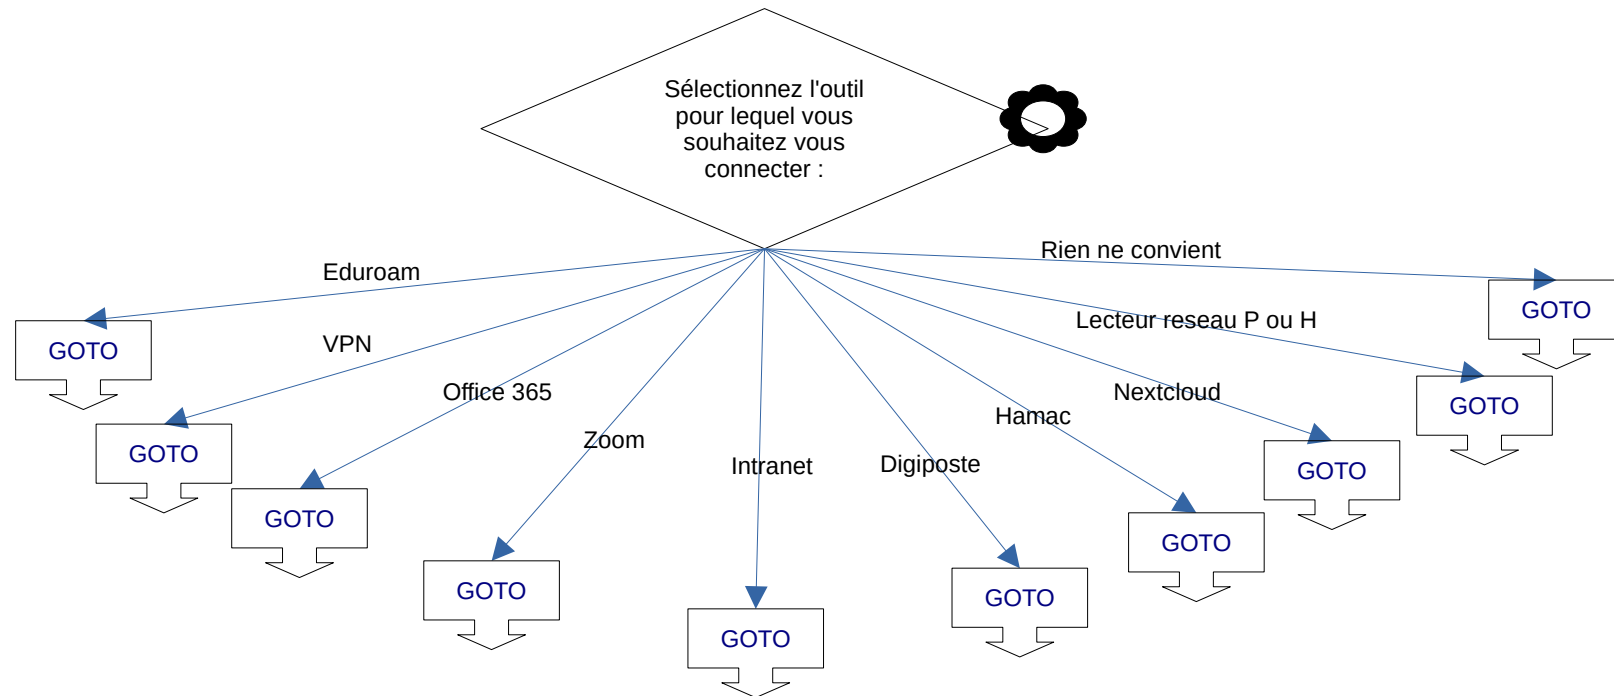 Sélectionnez l'outil
pour lequel vous
souhaitez vous
connecter :
Rien ne convient
Eduroam
GOTO
Lecteur reseau P ou H
VPN
GOTO
Office 365
Nextcloud
GOTO
Hamac
Zoom
GOTO
Intranet
Digiposte
GOTO
GOTO
GOTO
GOTO
GOTO
GOTO